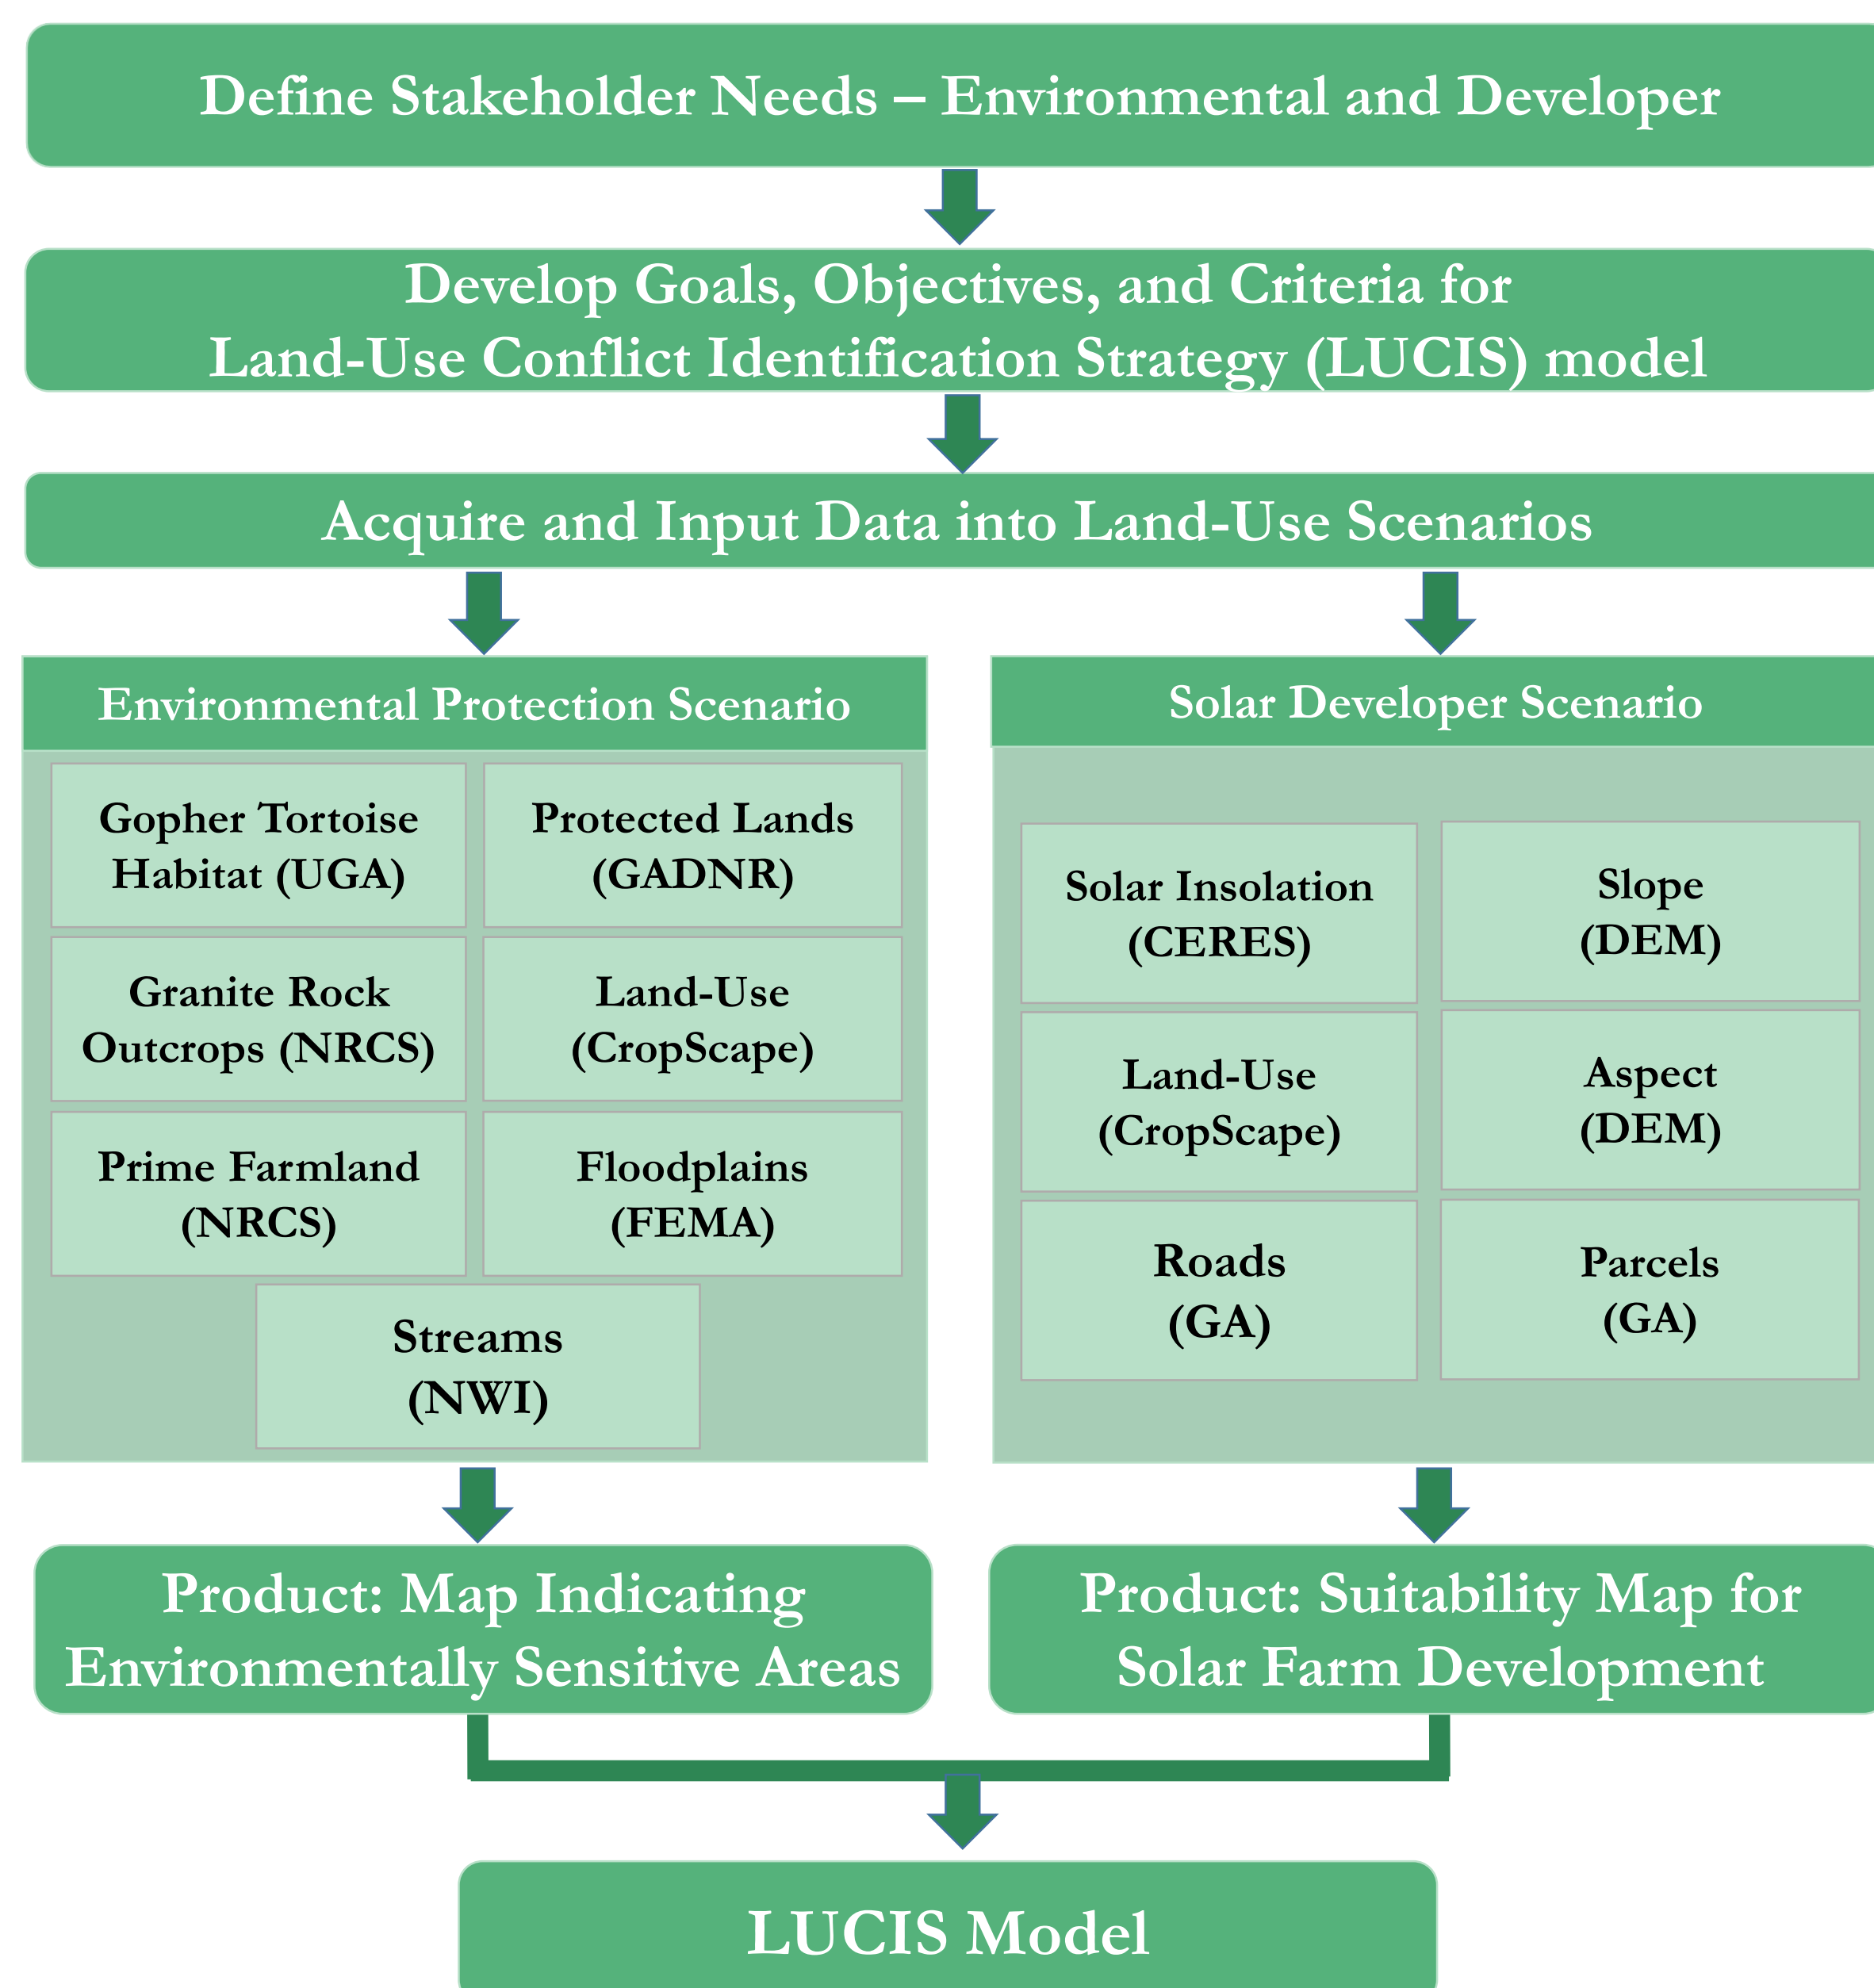 Define Stakeholder Needs – Environmental and Developer
Develop Goals, Objectives, and Criteria for
Land-Use Conflict Identification Strategy (LUCIS) model
Acquire and Input Data into Land-Use Scenarios
Environmental Protection Scenario
Gopher Tortoise
Habitat (UGA)
Protected Lands
(GADNR)
Granite Rock
Outcrops (NRCS)
Land-Use
(CropScape)
Prime Farmland
(NRCS)
Floodplains
(FEMA)
Streams
(NWI)
Solar Developer Scenario
Solar Insolation
(CERES)
Slope
(DEM)
Land-Use
(CropScape)
Aspect
(DEM)
Roads
(GA)
Parcels
(GA)
Product: Map Indicating
Environmentally Sensitive Areas
Product: Suitability Map for
Solar Farm Development
LUCIS Model